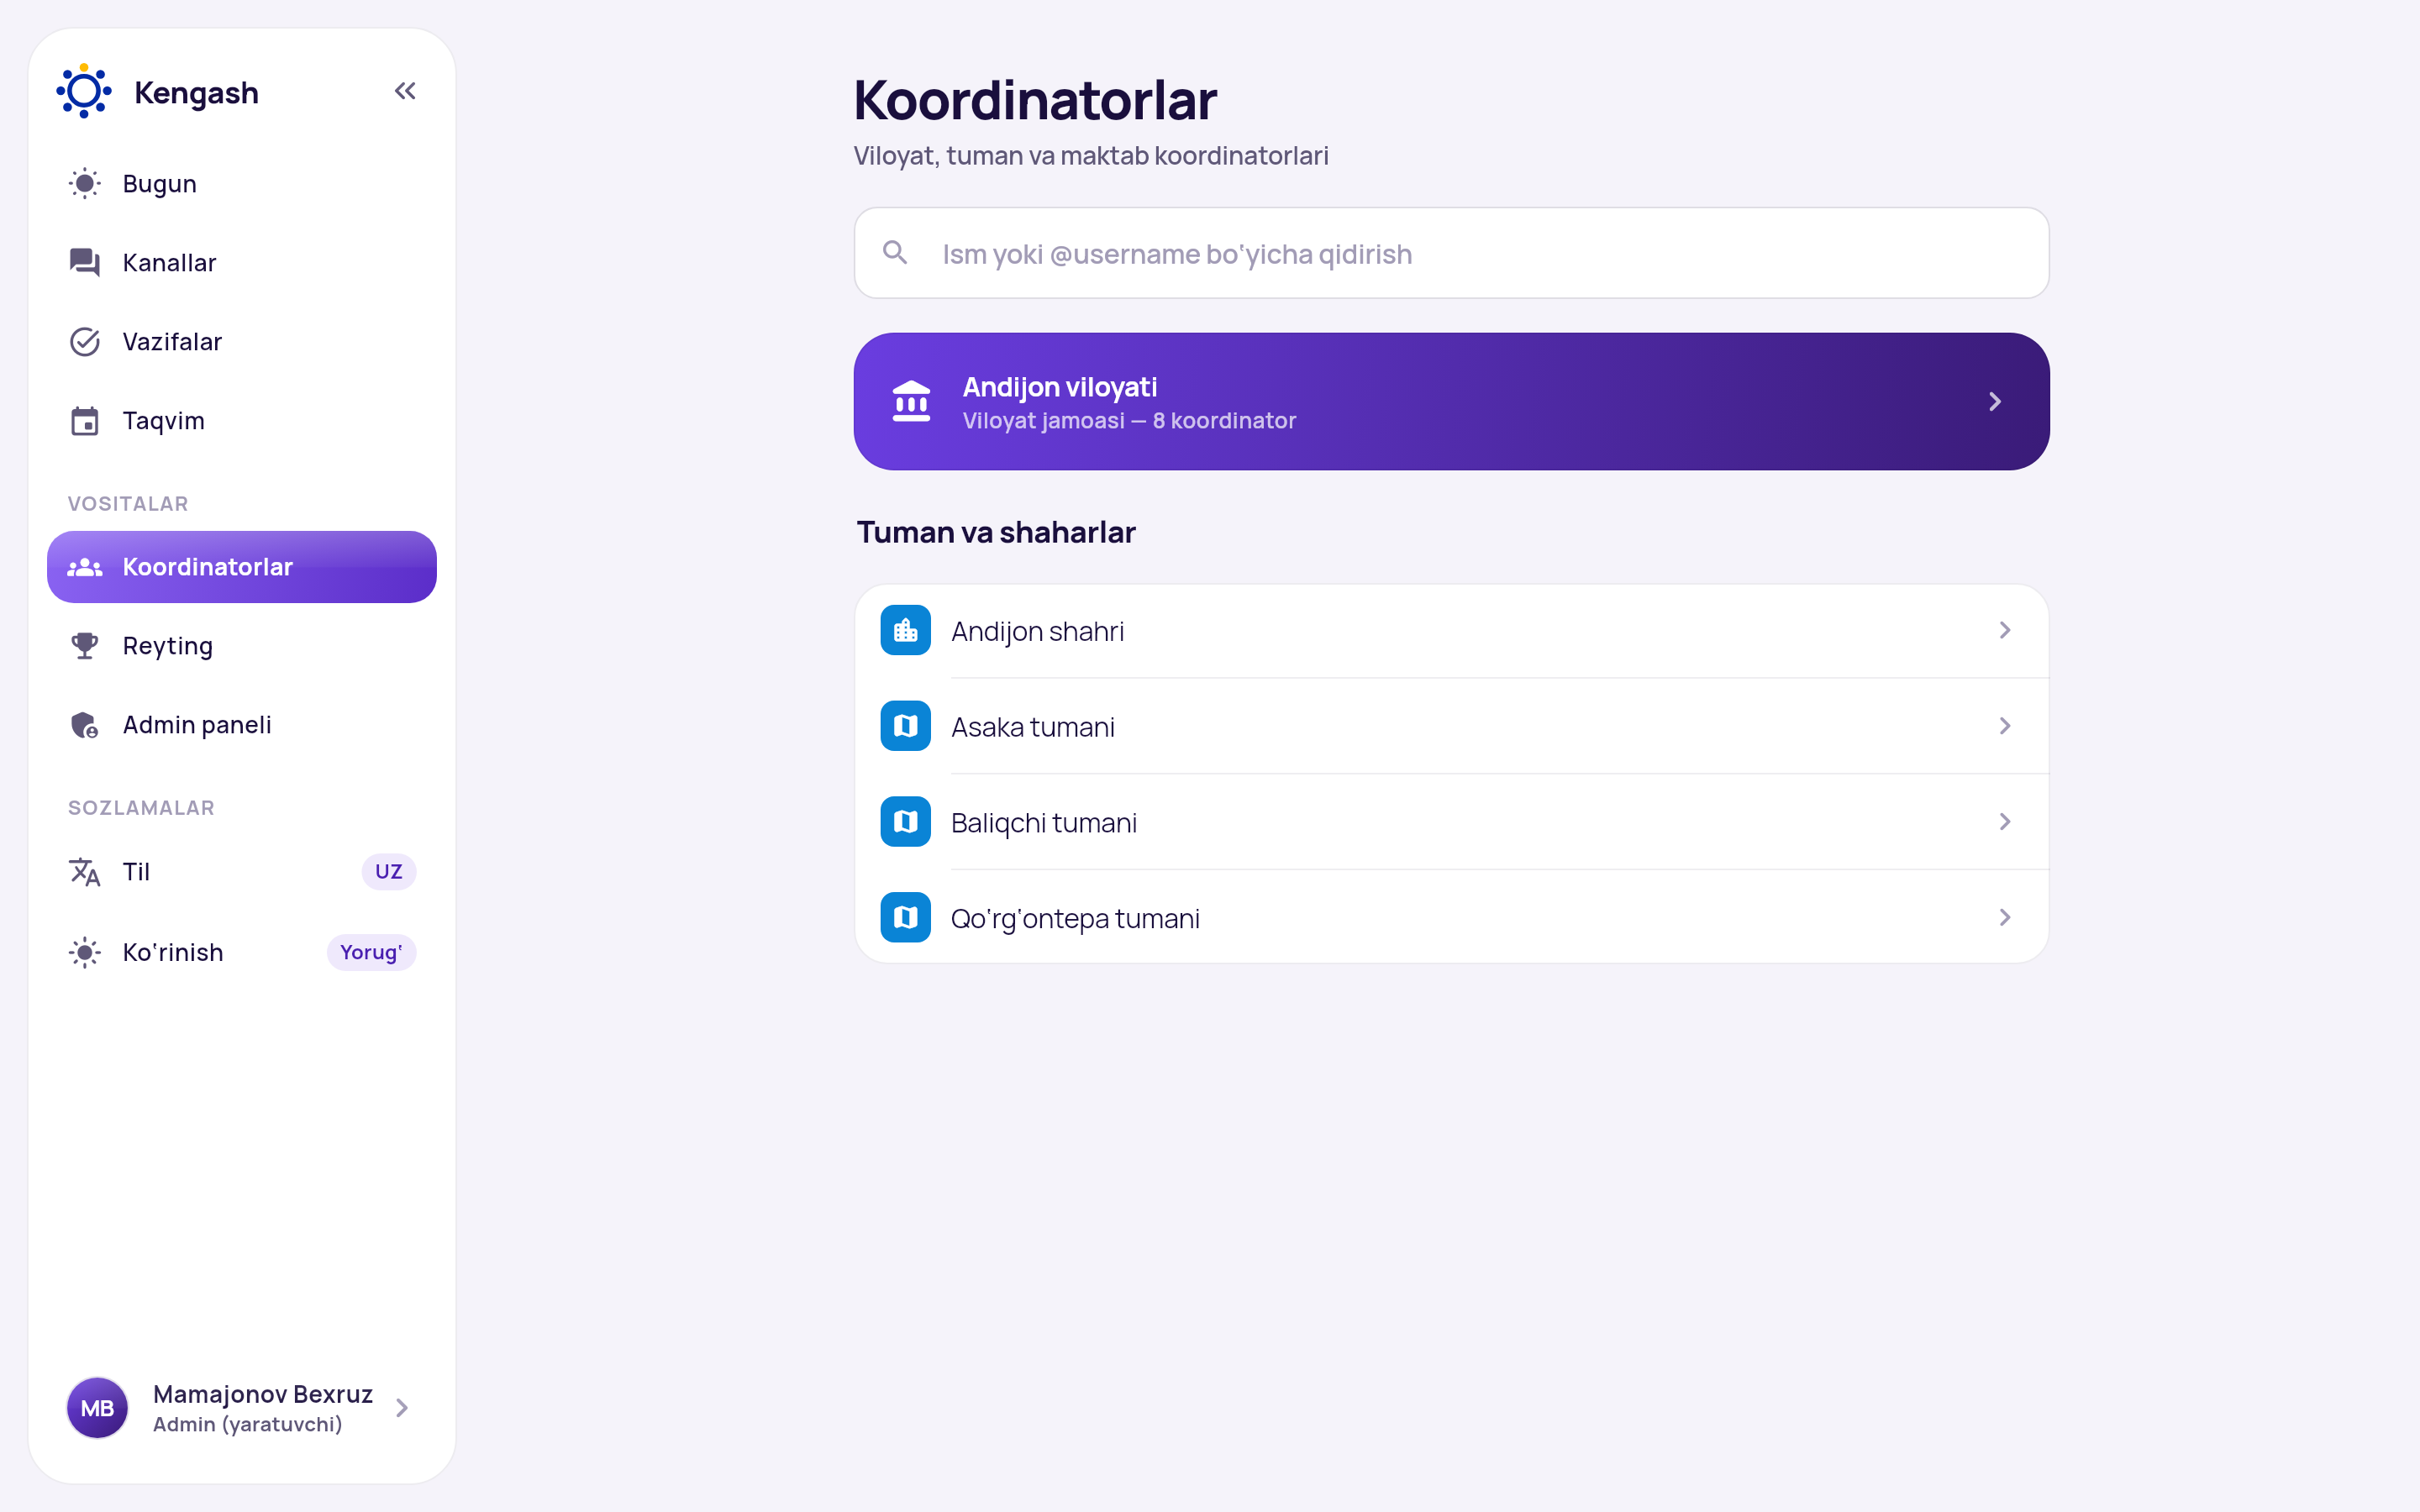 Kengash
Bugun
Kanallar
Vazifalar
Taqvim
VOSITALAR
Koordinatorlar
Reyting
Admin paneli
SOZLAMALAR
Til
UZ
Ko‘rinish
Yorug‘
MB
Mamajonov Bexruz
Admin (yaratuvchi)
Koordinatorlar
Viloyat, tuman va maktab koordinatorlari
Ism yoki @username bo‘yicha qidirish
Andijon viloyati
Viloyat jamoasi — 8 koordinator
Tuman va shaharlar
Andijon shahri
Asaka tumani
Baliqchi tumani
Qo‘rg‘ontepa tumani